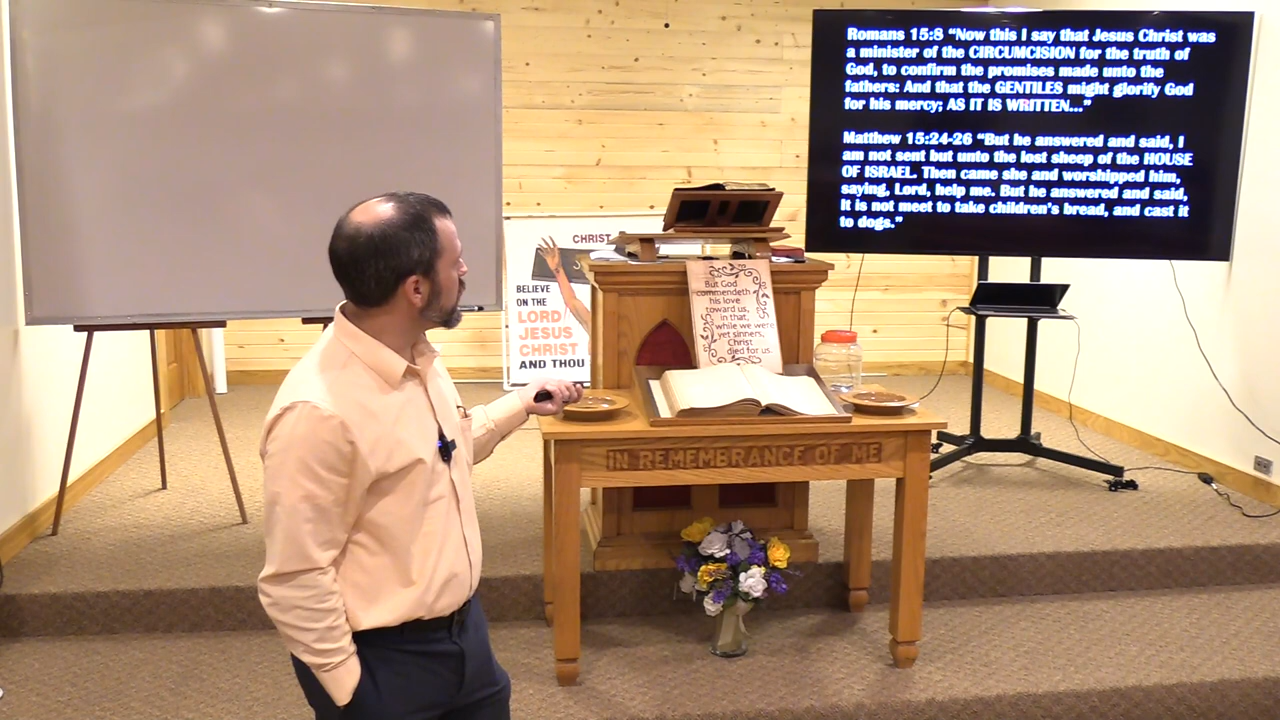 Romans 15:8 “Now this I say that Jesus Christ was
a minister of the CIRCUMCISION for the truth of
God, to confirm the promises made unto the
fathers: And that the GENTILES might glorify God
for his mercy; AS IT IS WRITTEN...”
Matthew 15:24-26 “But he answered and said, I
am not sent but unto the lost sheep of the HOUSE
OF ISRAEL. Then came she and worshipped him,
saying, Lord, help me. But he answered and said,
It is not meet to take children's bread, and cast it
to dogs.”
CHRIST
BELIEVE
ON THE
LORD
JESUS
CHRIST
AND THOU
But God
commendeth
his love
toward us,
in that,
while we were
yet sinners,
Christ
died for us.
IN REMEMBRANCE OF ME